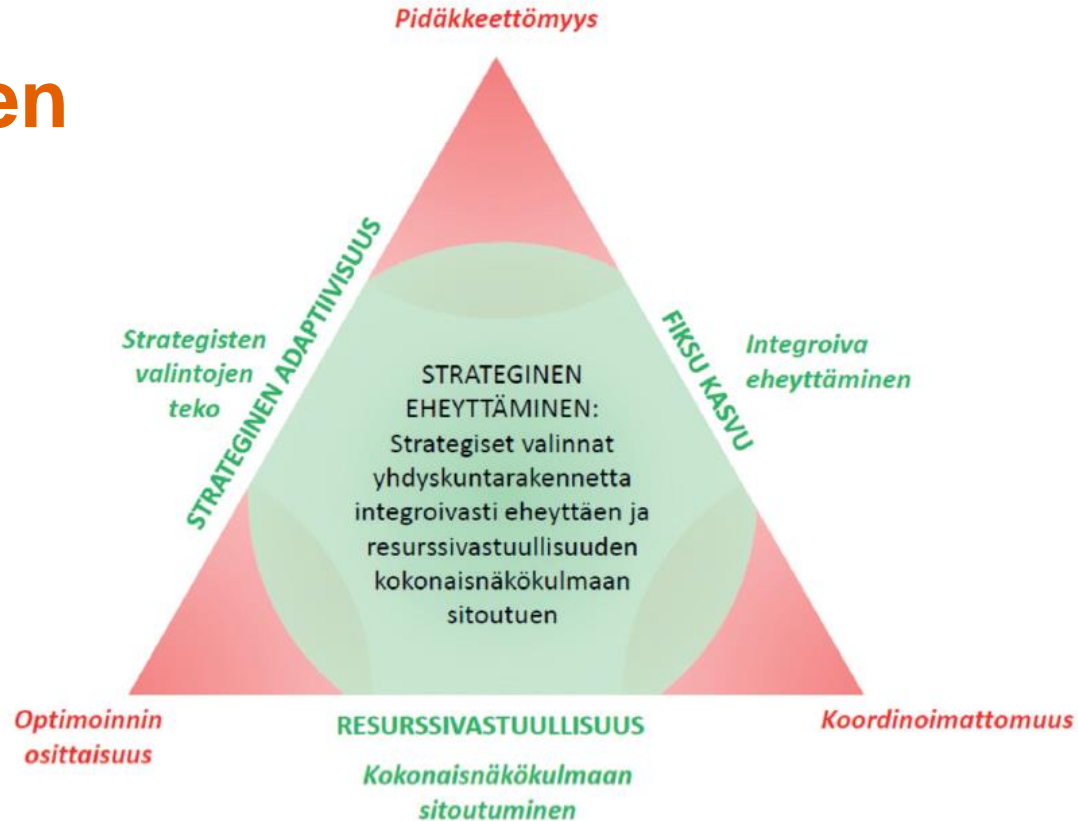 Pidäkkeettömyys
en
STRATEGINEN ADAPTIIVISUUS
FIKSU KASVU
Strategisten
valintojen
teko
Integroiva
eheyttäminen
STRATEGINEN
EHEYTTÄMINEN:
Strategiset valinnat
yhdyskuntarakennetta
integroivasti eheyttäen ja
resurssivastuullisuuden
kokonaisnäkökulmaan
sitoutuen
Optimoinnin
osittaisuus
RESURSSIVASTUULLISUUS
Kokonaisnäkökulmaan
sitoutuminen
Koordinoimattomuus